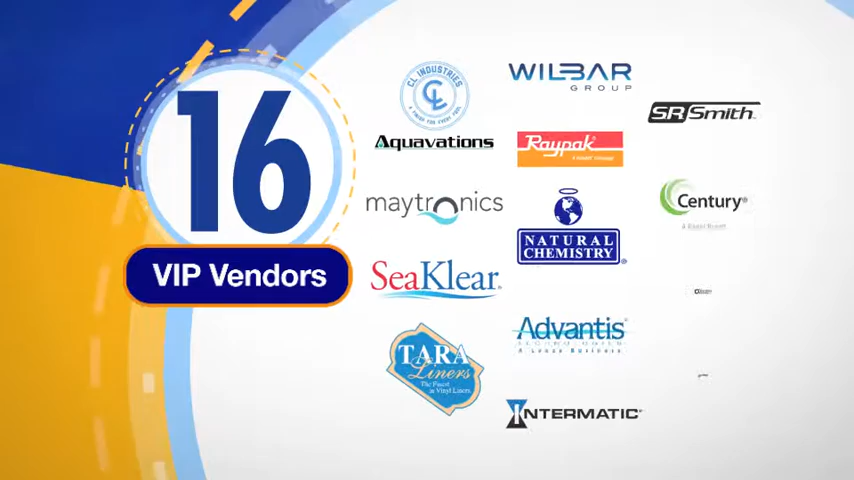 16
VIP Vendors
CL INDUSTRIES
CL
A FINISH FOR EVERY POOL
Aquavations
maytronics
SeaKlear®
TARA
Liners
The Finest
in Vinyl Liners
WILBAR
GROUP
Raypak®
NATURAL
CHEMISTRY®
Advantis®
A Lonza Business
INTERMATIC®
SRSmith
Century®